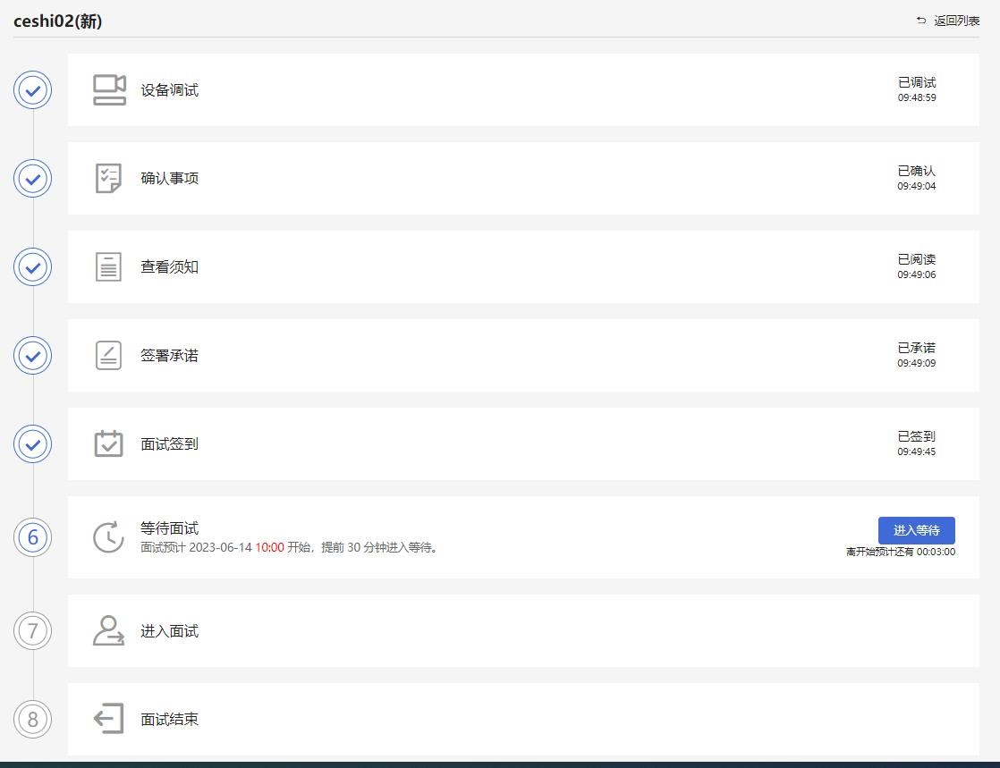 ceshi02(新)
返回列表
设备调试
已调试
09:48:59
确认事项
已确认
09:49:04
查看须知
已阅读
09:49:06
签署承诺
已承诺
09:49:09
面试签到
已签到
09:49:45
6
等待面试
面试预计 2023-06-14 10:00 开始，提前 30 分钟进入等待。
进入等待
离开始预计还有 00:03:00
7
进入面试
8
面试结束